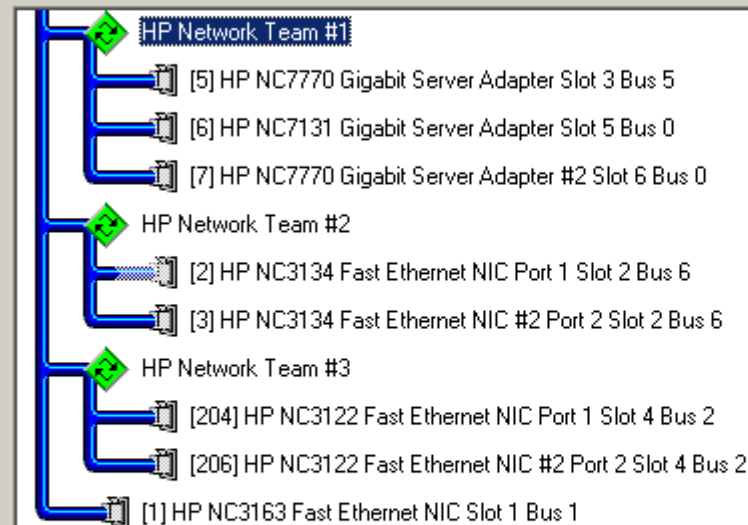 HP Network Team #1
[5] HP NC7770 Gigabit Server Adapter Slot 3 Bus 5
[6] HP NC7131 Gigabit Server Adapter Slot 5 Bus 0
[7] HP NC7770 Gigabit Server Adapter #2 Slot 6 Bus 0
HP Network Team #2
[2] HP NC3134 Fast Ethernet NIC Port 1 Slot 2 Bus 6
[3] HP NC3134 Fast Ethernet NIC #2 Port 2 Slot 2 Bus 6
HP Network Team #3
[204] HP NC3122 Fast Ethernet NIC Port 1 Slot 4 Bus 2
[206] HP NC3122 Fast Ethernet NIC #2 Port 2 Slot 4 Bus 2
[1] HP NC3163 Fast Ethernet NIC Slot 1 Bus 1